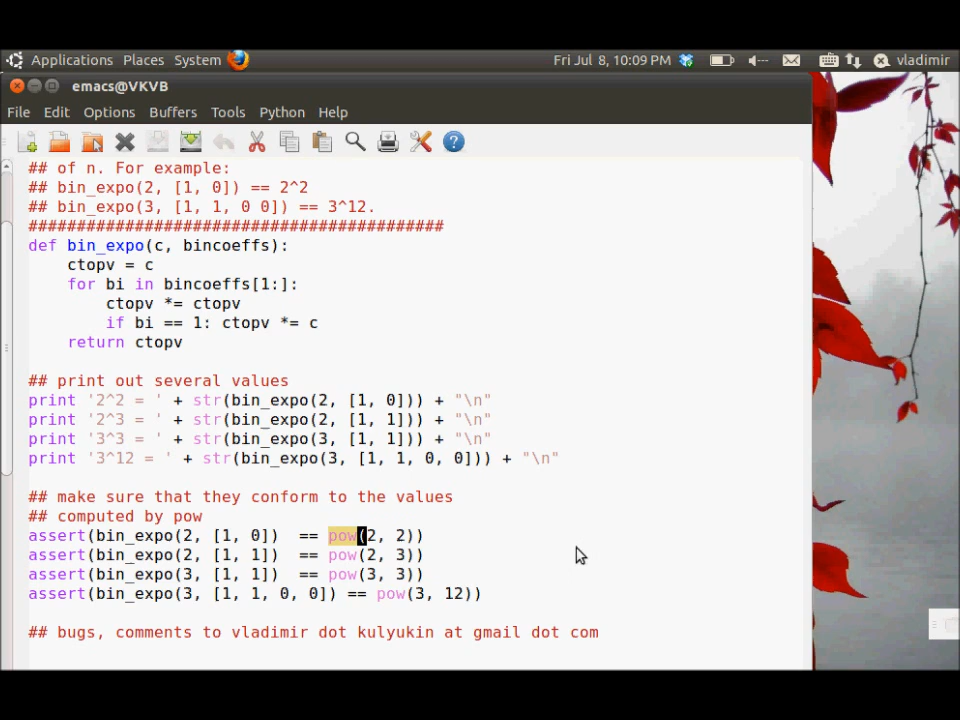 Applications Places System Fri Jul 8, 10:09 PM vladimir
emacs@VKVB
File Edit Options Buffers Tools Python Help
## of n. For example:
## bin_expo(2, [1, 0]) == 2^2
## bin_expo(3, [1, 1, 0 0]) == 3^12.
###########################################
def bin_expo(c, bincoeffs):
    ctopv = c
    for bi in bincoeffs[1:]:
        ctopv *= ctopv
        if bi == 1: ctopv *= c
    return ctopv
## print out several values
print '2^2 = ' + str(bin_expo(2, [1, 0])) + "\n"
print '2^3 = ' + str(bin_expo(2, [1, 1])) + "\n"
print '3^3 = ' + str(bin_expo(3, [1, 1])) + "\n"
print '3^12 = ' + str(bin_expo(3, [1, 1, 0, 0])) + "\n"
## make sure that they conform to the values
## computed by pow
assert(bin_expo(2, [1, 0])  == pow(2, 2))
assert(bin_expo(2, [1, 1])  == pow(2, 3))
assert(bin_expo(3, [1, 1])  == pow(3, 3))
assert(bin_expo(3, [1, 1, 0, 0]) == pow(3, 12))
## bugs, comments to vladimir dot kulyukin at gmail dot com